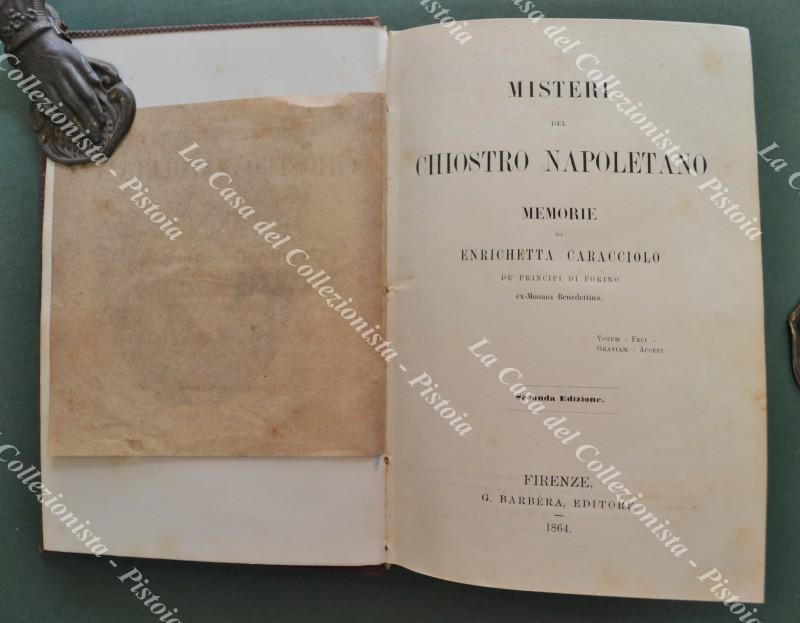 MISTERI
DEL
CHIOSTRO NAPOLETANO
MEMORIE
DI
ENRICHETTA CARACCIOLO
DE' PRINCIPI DI FORINO
ex-Monaca Benedettina.
VOTUM - FECI -
GRATIAM - ACCEPI -
Seconda Edizione.
FIRENZE,
G. BARBÈRA, EDITORE
1864.
La Casa del Collezionista - Pistoia
La Casa del Collezionista - Pistoia
La Casa del Collezionista - Pistoia